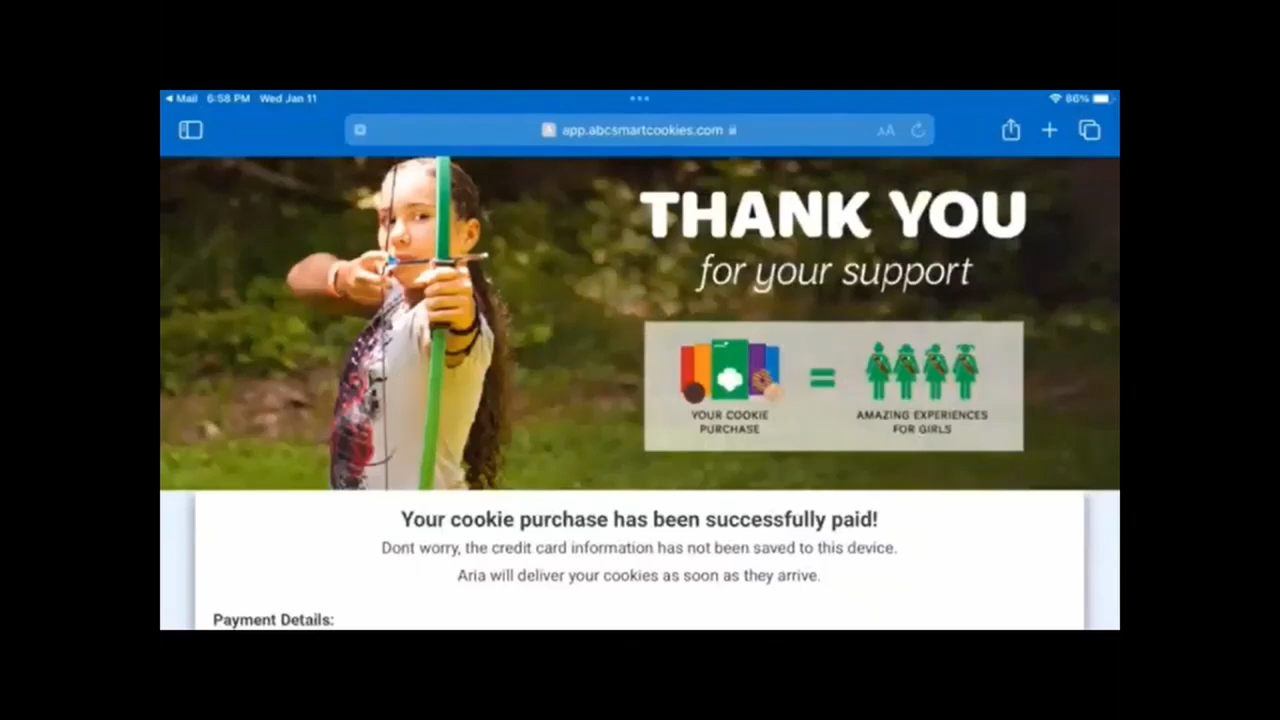 Mail 6:58 PM Wed Jan 11
86%
app.abcsmartcookies.com
AA
THANK YOU
for your support
YOUR COOKIE
PURCHASE
=
AMAZING EXPERIENCES
FOR GIRLS
Your cookie purchase has been successfully paid!
Dont worry, the credit card information has not been saved to this device.
Aria will deliver your cookies as soon as they arrive.
Payment Details: